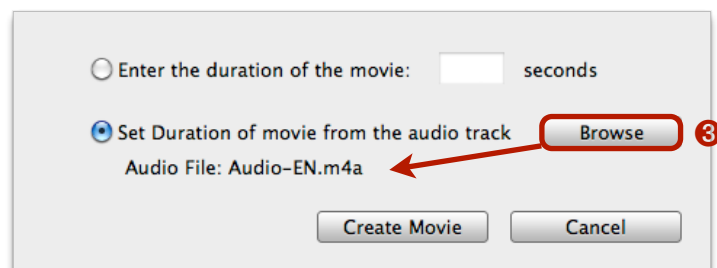 Enter the duration of the movie: seconds
Set Duration of movie from the audio track Browse ❸
Audio File: Audio-EN.m4a
Create Movie Cancel